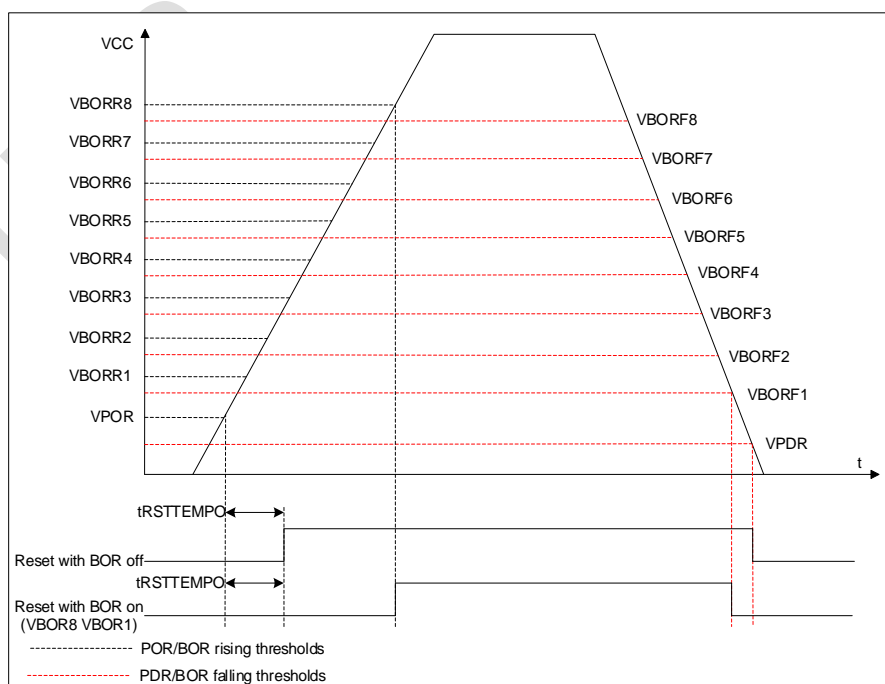 VCC
VBORR8
VBORF8
VBORR7
VBORF7
VBORR6
VBORF6
VBORR5
VBORF5
VBORR4
VBORF4
VBORR3
VBORF3
VBORR2
VBORF2
VBORR1
VBORF1
VPOR
VPDR
t
tRSTTEMPO
Reset with BOR off
tRSTTEMPO
Reset with BOR on
(VBOR8 VBOR1)
POR/BOR rising thresholds
PDR/BOR falling thresholds